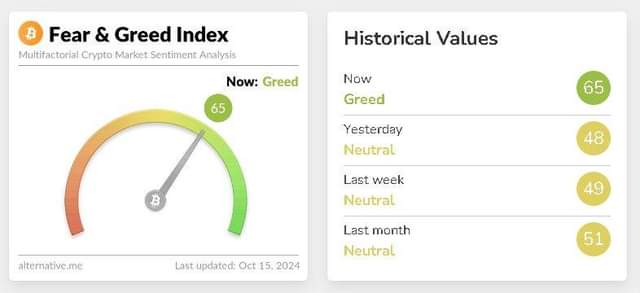 Fear & Greed Index
Multifactorial Crypto Market Sentiment Analysis
Now: Greed
65
alternative.me
Last updated: Oct 15, 2024
Historical Values
Now
Greed
65
Yesterday
Neutral
48
Last week
Neutral
49
Last month
Neutral
51